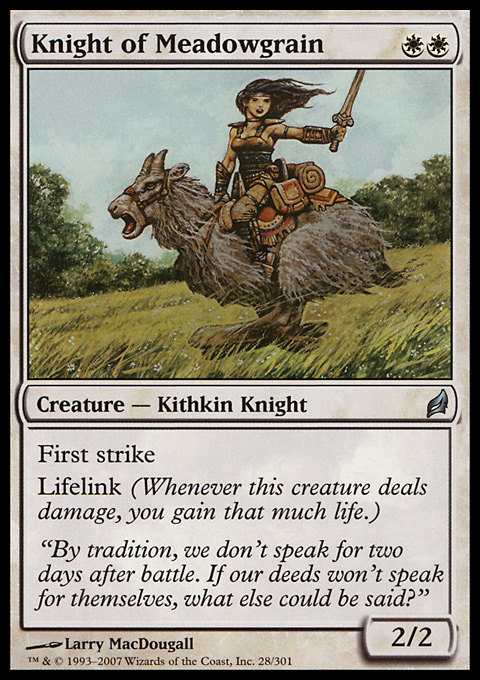 Knight of Meadowgrain
Creature — Kithkin Knight
First strike
Lifelink (Whenever this creature deals
damage, you gain that much life.)
“By tradition, we don’t speak for two
days after battle. If our deeds won’t speak
for themselves, what else could be said?”
2/2
Larry MacDougall
™ & © 1993–2007 Wizards of the Coast, Inc. 28/301